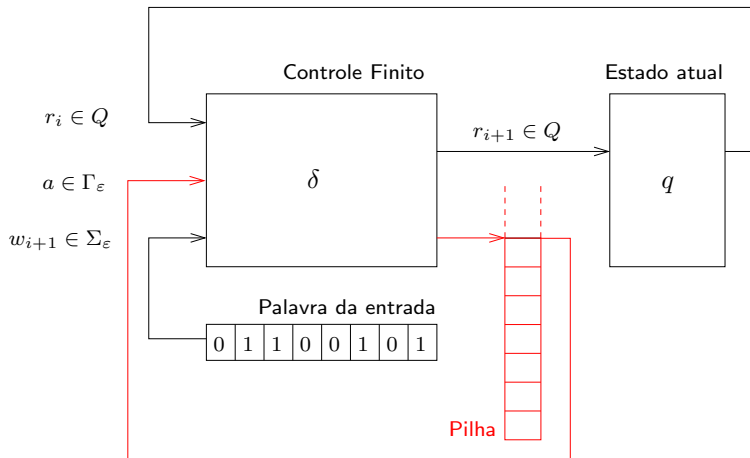 Controle Finito
Estado atual
r_{i+1} ∈ Q
r_i ∈ Q
a ∈ Γ_ε
δ
q
w_{i+1} ∈ Σ_ε
Palavra da entrada
0 1 1 0 0 1 0 1
Pilha